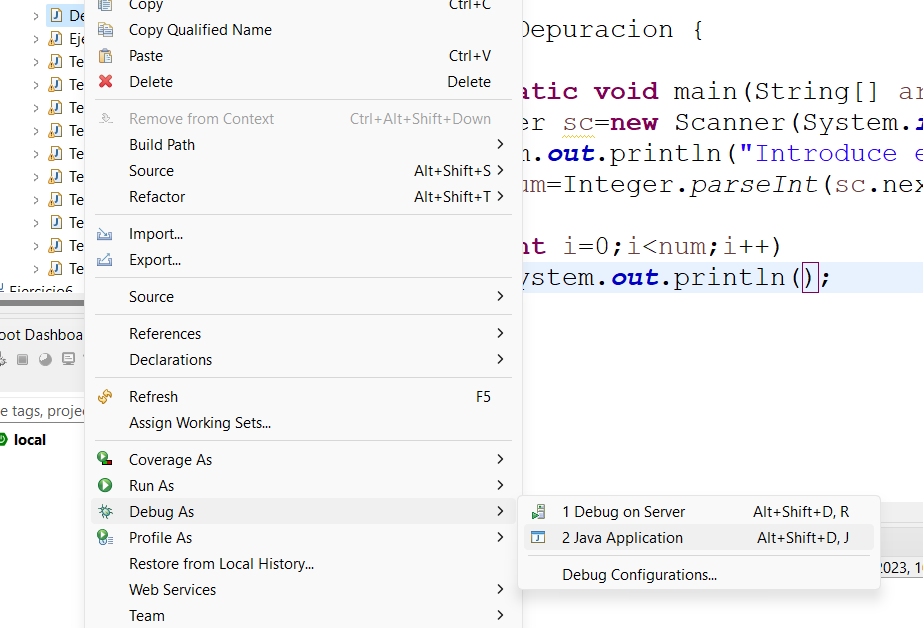 Copy Ctrl+C
Copy Qualified Name
Paste Ctrl+V
Delete Delete
Remove from Context Ctrl+Alt+Shift+Down
Build Path
Source Alt+Shift+S
Refactor Alt+Shift+T
Import...
Export...
Source
References
Declarations
Refresh F5
Assign Working Sets...
Coverage As
Run As
Debug As
Profile As
Restore from Local History...
Web Services
Team
1 Debug on Server Alt+Shift+D, R
2 Java Application Alt+Shift+D, J
Debug Configurations...
De
Eje
Te
Te
Te
Te
Te
Te
Te
Te
Te
Te
Ejercicio6
oot Dashboa
e tags, projec
local
Depuracion {
atic void main(String[] ar
er sc=new Scanner(System.i
.out.println("Introduce e
um=Integer.parseInt(sc.nex
nt i=0;i<num;i++)
ystem.out.println();
2023, 1